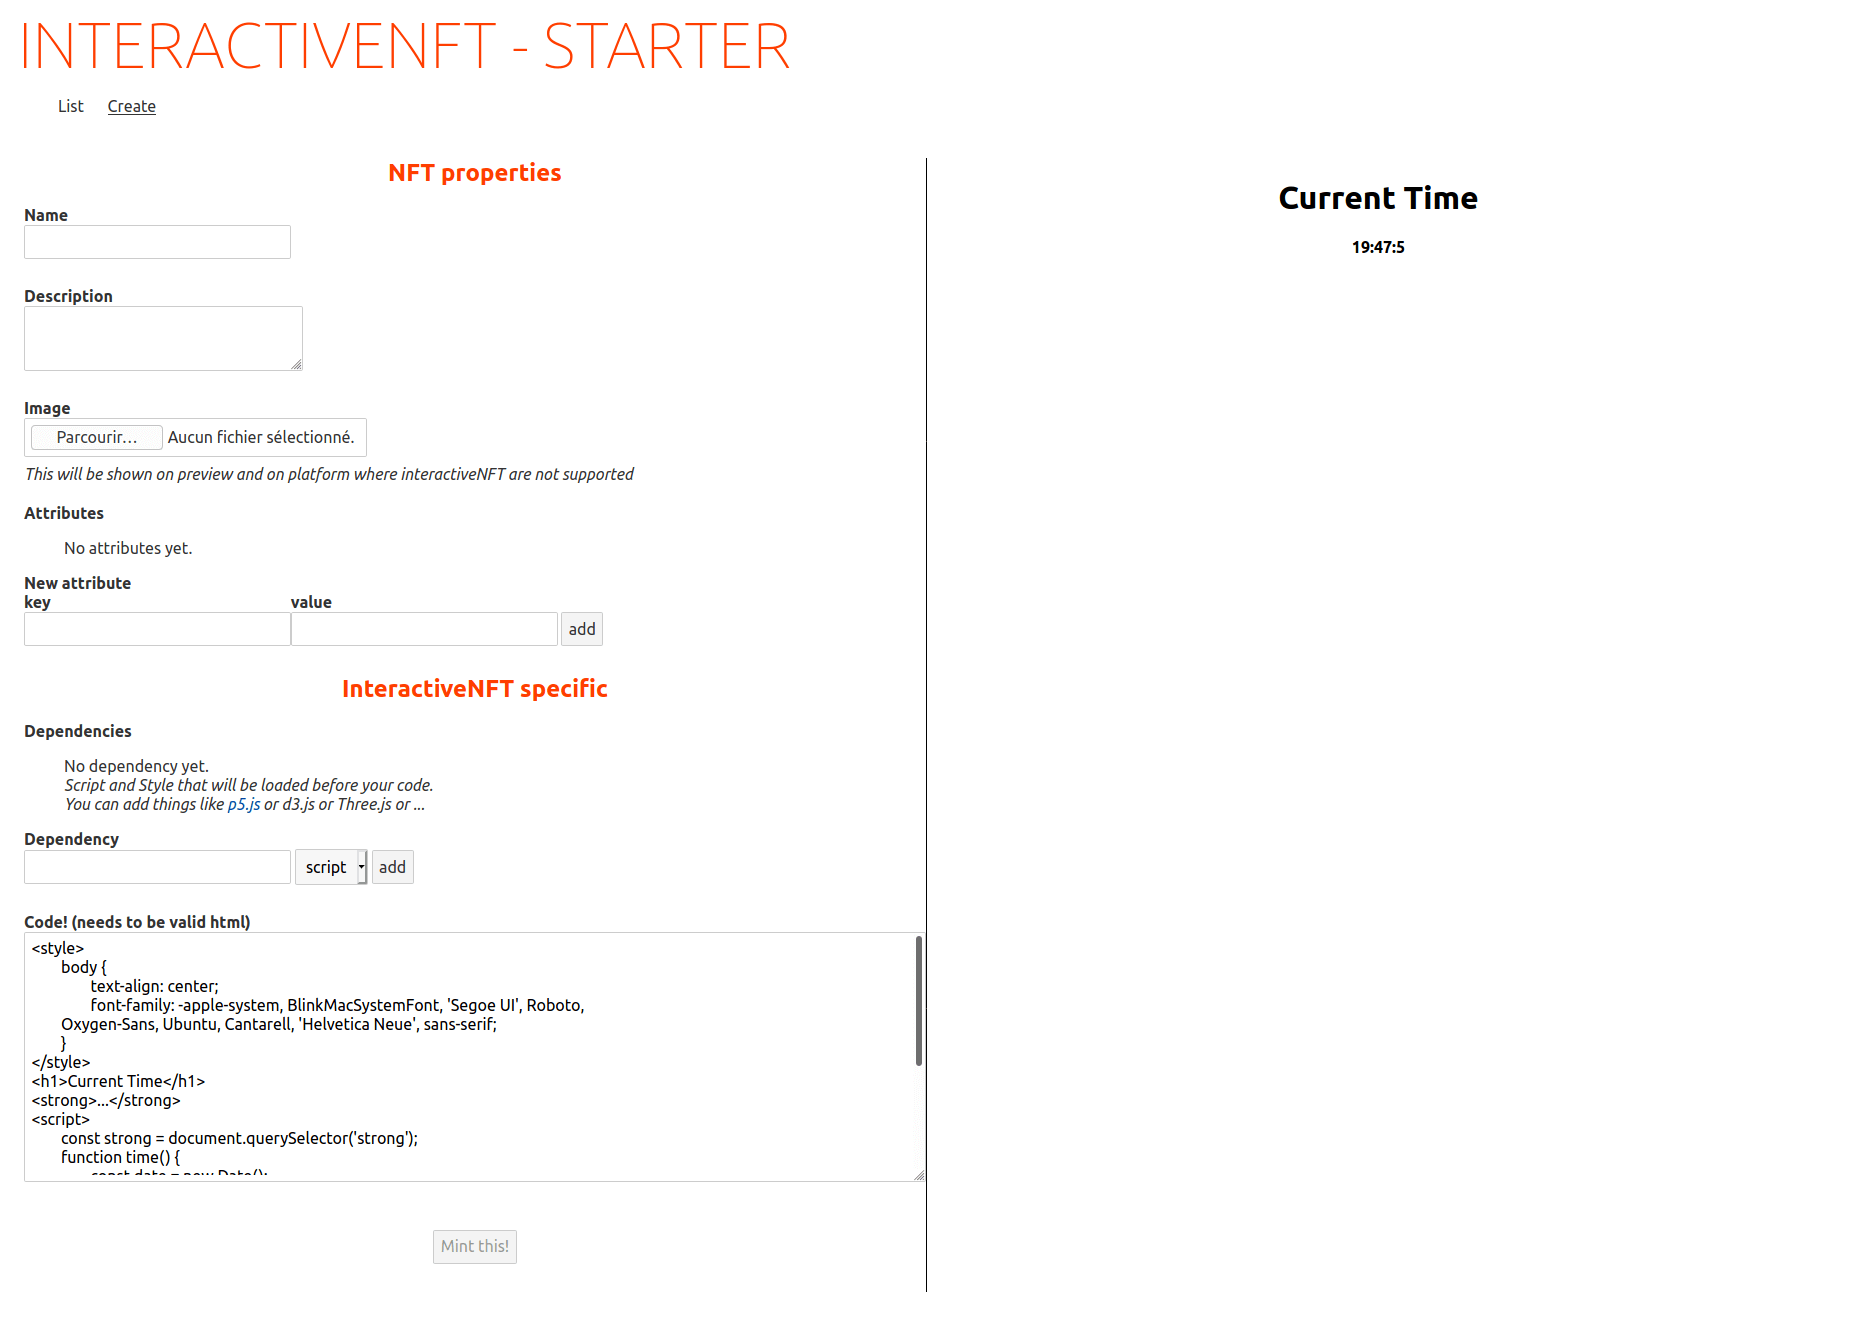 INTERACTIVENFT - STARTER
List Create
NFT properties
Name
Description
Image
Parcourir... Aucun fichier sélectionné.
This will be shown on preview and on platform where interactiveNFT are not supported
Attributes
No attributes yet.
New attribute
key value
add
InteractiveNFT specific
Dependencies
No dependency yet.
Script and Style that will be loaded before your code.
You can add things like p5.js or d3.js or Three.js or ...
Dependency
script add
Code! (needs to be valid html)
<style>
body {
text-align: center;
font-family: -apple-system, BlinkMacSystemFont, 'Segoe UI', Roboto,
Oxygen-Sans, Ubuntu, Cantarell, 'Helvetica Neue', sans-serif;
}
</style>
<h1>Current Time</h1>
<strong>...</strong>
<script>
const strong = document.querySelector('strong');
function time() {
const date = new Date();
Mint this!
Current Time
19:47:5